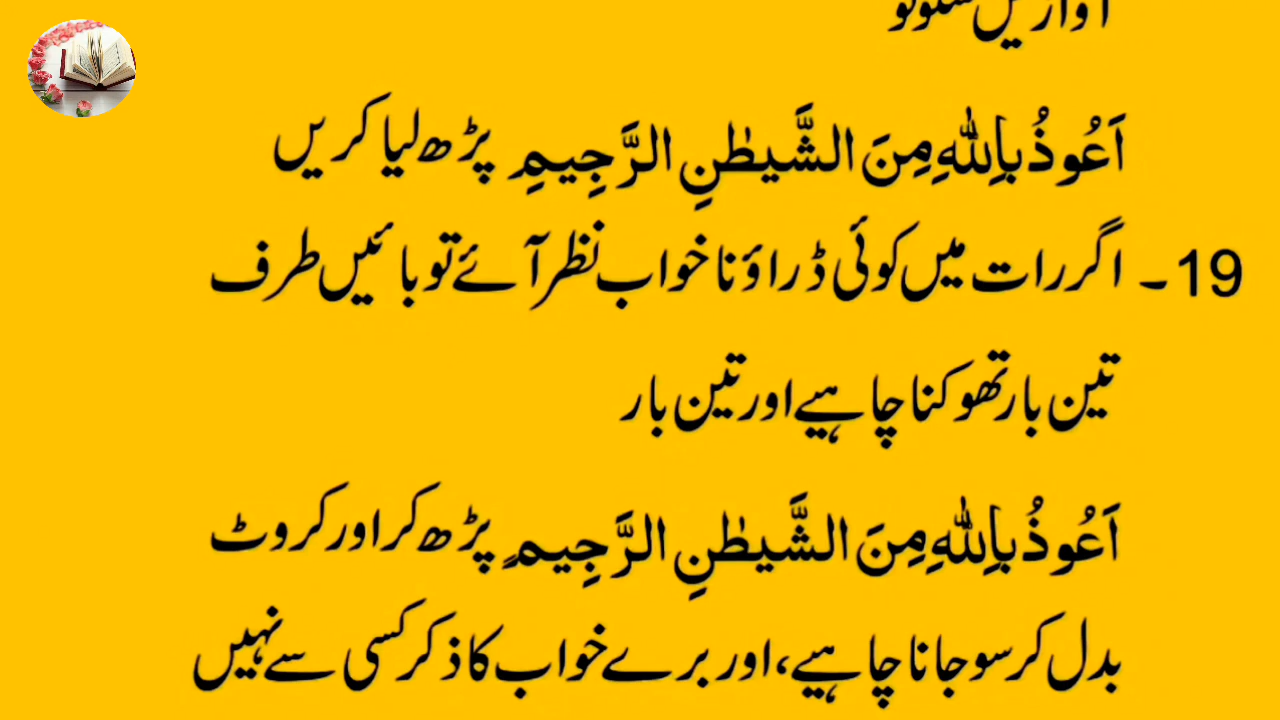 اَعُوذُ بِاللّٰهِ مِنَ الشَّیطٰنِ الرَّجِیمِ پڑھ لیا کریں
19۔ اگر رات میں کوئی ڈراؤنا خواب نظر آئے تو بائیں طرف
تین بار تھوکنا چاہیے اور تین بار
اَعُوذُ بِاللّٰهِ مِنَ الشَّیطٰنِ الرَّجِیمِ پڑھ کر اور کروٹ
بدل کر سو جانا چاہیے، اور برے خواب کا ذکر کسی سے نہیں